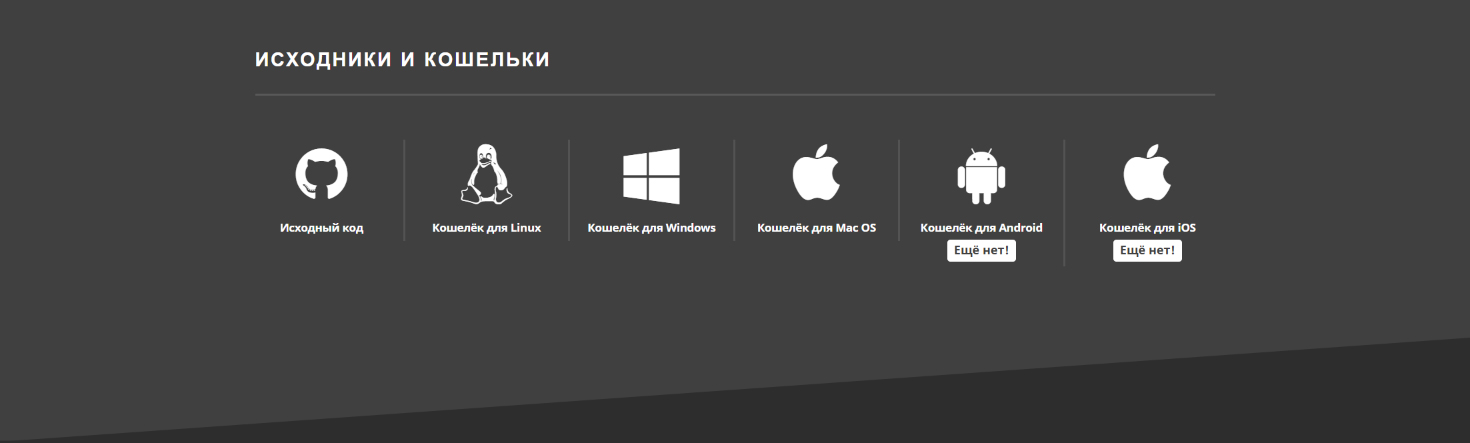 ИСХОДНИКИ И КОШЕЛЬКИ
Исходный код
Кошелёк для Linux
Кошелёк для Windows
Кошелёк для Mac OS
Кошелёк для Android
Ещё нет!
Кошелёк для iOS
Ещё нет!